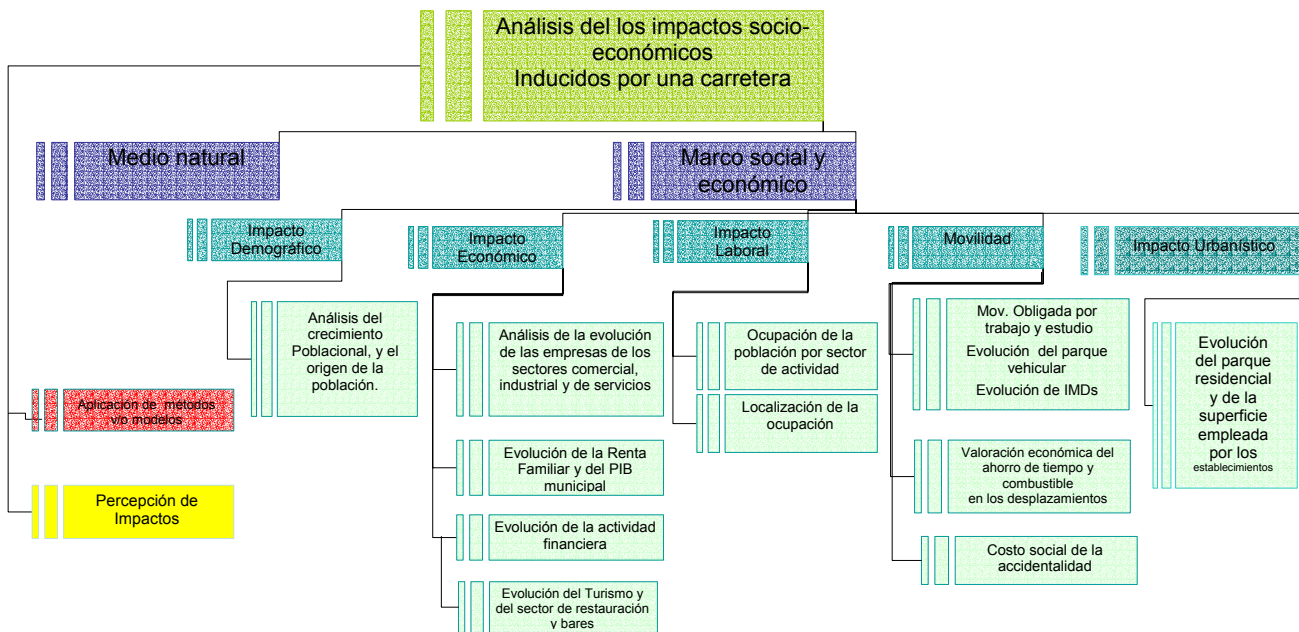 Análisis del los impactos socio-
económicos
Inducidos por una carretera
Medio natural
Marco social y
económico
Impacto
Demográfico
Impacto
Económico
Impacto
Laboral
Movilidad
Impacto Urbanístico
Análisis del
crecimiento
Poblacional, y el
origen de la
población.
Análisis de la evolución
de las empresas de los
sectores comercial,
industrial y de servicios
Evolución de la Renta
Familiar y del PIB
municipal
Evolución de la actividad
financiera
Evolución del Turismo y
del sector de restauración
y bares
Ocupación de la
población por sector
de actividad
Localización de la
ocupación
Mov. Obligada por
trabajo y estudio
Evolución del parque
vehicular
Evolución de IMDs
Valoración económica del
ahorro de tiempo y
combustible
en los desplazamientos
Costo social de la
accidentalidad
Evolución
del parque
residencial
y de la
superficie
empleada
por los
establecimientos
Aplicación de métodos
y/o modelos
Percepción de
Impactos